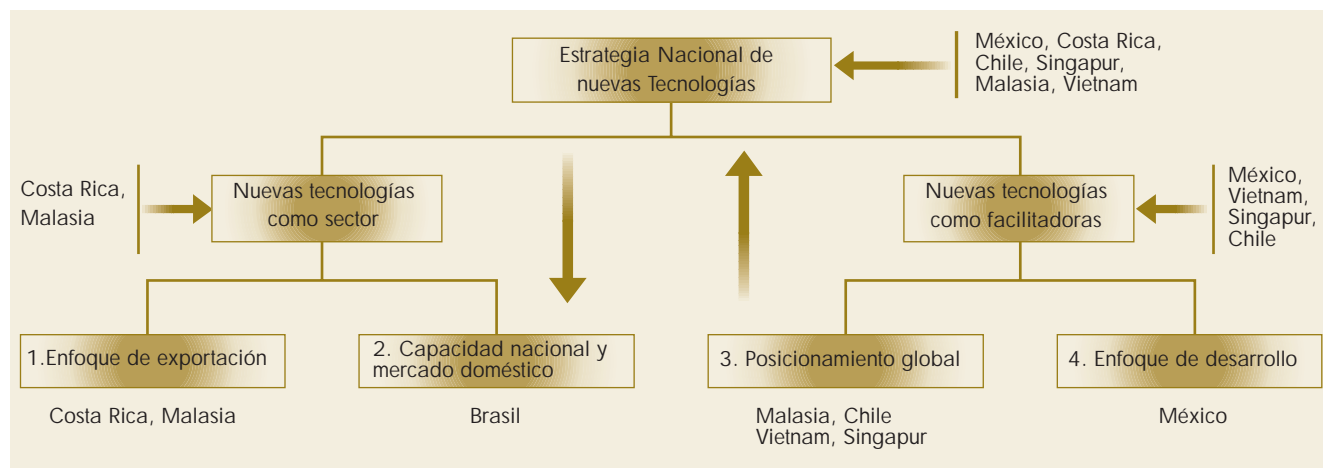 Estrategia Nacional de
nuevas Tecnologías
México, Costa Rica,
Chile, Singapur,
Malasia, Vietnam
Costa Rica,
Malasia
Nuevas tecnologías
como sector
Nuevas tecnologías
como facilitadoras
México,
Vietnam,
Singapur,
Chile
1.Enfoque de exportación
2. Capacidad nacional y
mercado doméstico
3. Posicionamiento global
4. Enfoque de desarrollo
Costa Rica, Malasia
Brasil
Malasia, Chile
Vietnam, Singapur
México